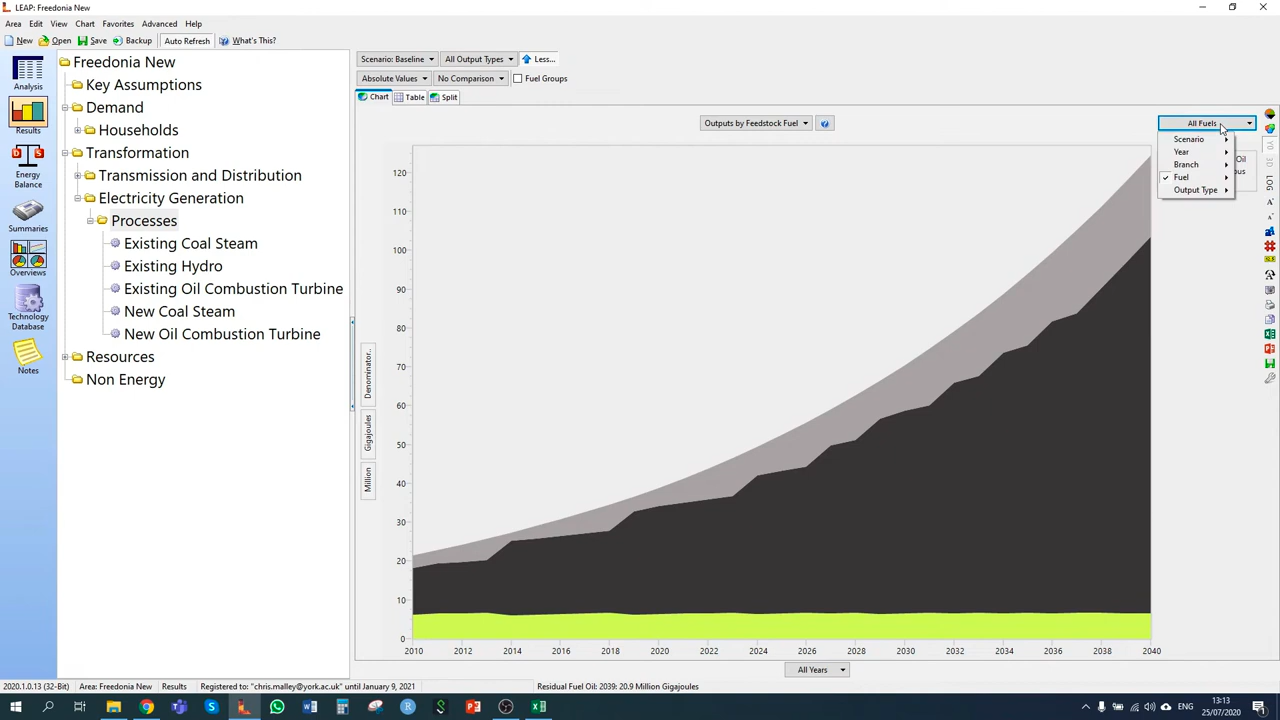 LEAP: Freedonia New
Area Edit View Chart Favorites Advanced Help
New Open Save Backup Auto Refresh What's This?
Analysis
Results
Energy
Balance
Summaries
Overviews
Technology
Database
Notes
Freedonia New
Key Assumptions
Demand
Households
Transformation
Transmission and Distribution
Electricity Generation
Processes
Existing Coal Steam
Existing Hydro
Existing Oil Combustion Turbine
New Coal Steam
New Oil Combustion Turbine
Resources
Non Energy
Scenario: Baseline All Output Types Less...
Absolute Values No Comparison Fuel Groups
Chart Table Split
Outputs by Feedstock Fuel
All Fuels
Scenario
Year
Branch
Fuel
Output Type
Oil
ous
Denominator..
Gigajoules
Million
120
110
100
90
80
70
60
50
40
30
20
10
0
2010 2012 2014 2016 2018 2020 2022 2024 2026 2028 2030 2032 2034 2036 2038 2040
All Years
Y0
3D
LOG
2020.1.0.13 (32-Bit) Area: Freedonia New Results Registered to: "chris.malley@york.ac.uk" until January 9, 2021 Residual Fuel Oil: 2039: 20.9 Million Gigajoules
13:13
25/07/2020